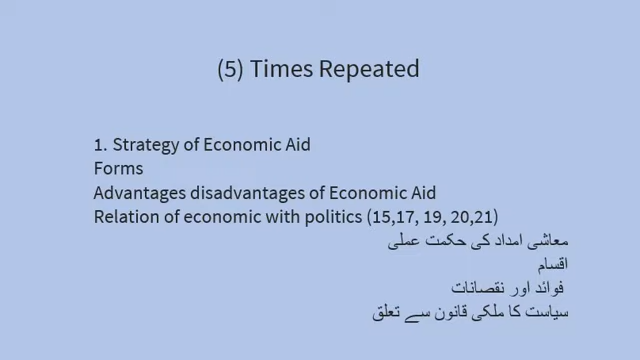 (5) Times Repeated
1. Strategy of Economic Aid
Forms
Advantages disadvantages of Economic Aid
Relation of economic with politics (15,17, 19, 20,21)
معاشی امداد کی حکمت عملی
اقسام
فوائد اور نقصانات
سیاست کا ملکی قانون سے تعلق